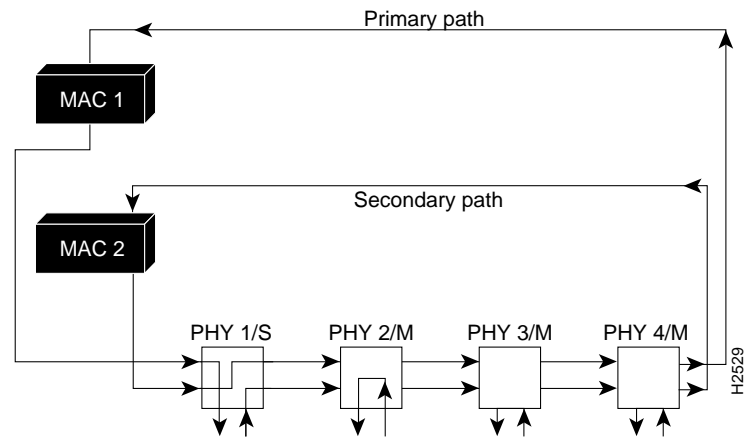 Primary path
MAC 1
Secondary path
MAC 2
PHY 1/S PHY 2/M PHY 3/M PHY 4/M
H2529